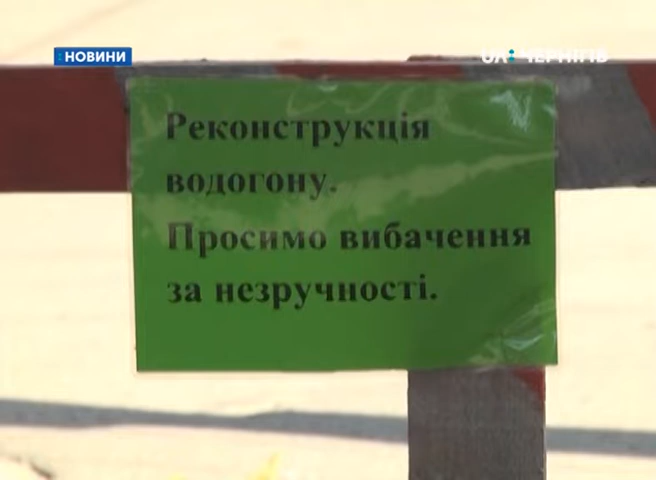 НОВИНИ
UA: ЧЕРНІГІВ
Реконструкція
водогону.
Просимо вибачення
за незручності.